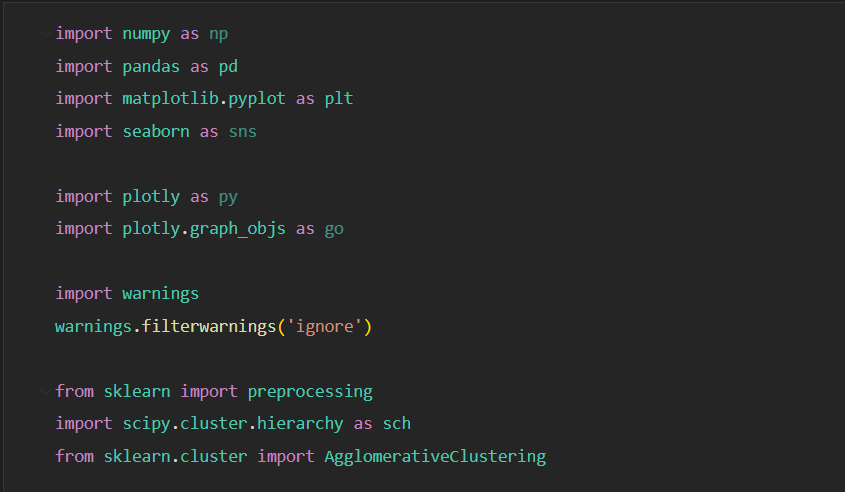 import numpy as np
import pandas as pd
import matplotlib.pyplot as plt
import seaborn as sns
import plotly as py
import plotly.graph_objs as go
import warnings
warnings.filterwarnings('ignore')
from sklearn import preprocessing
import scipy.cluster.hierarchy as sch
from sklearn.cluster import AgglomerativeClustering